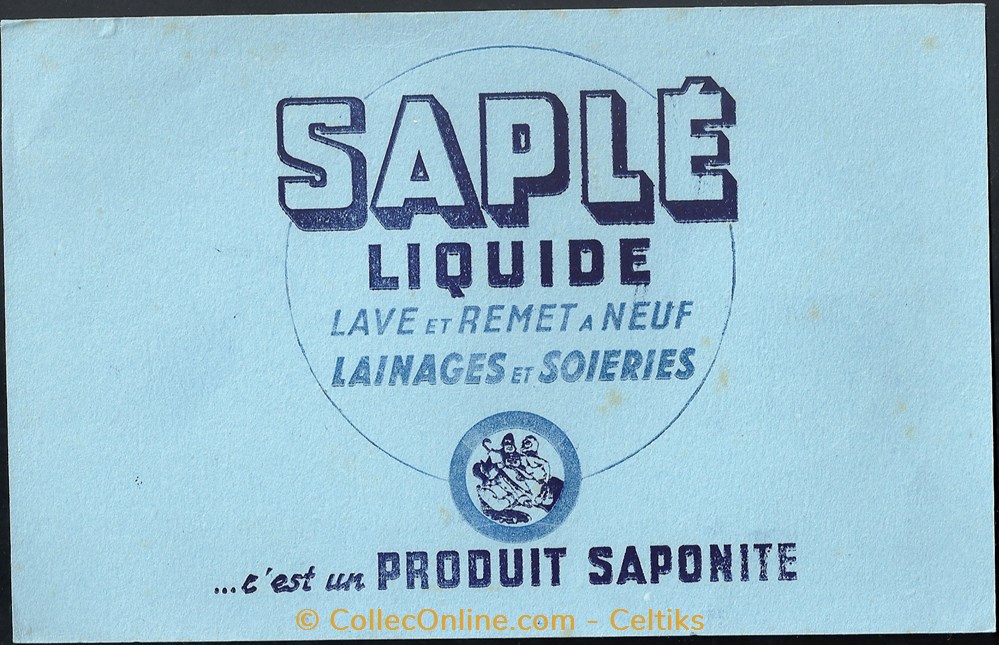 SAPLÉ
LIQUIDE
LAVE ET REMET A NEUF
LAINAGES ET SOIERIES
...c'est un PRODUIT SAPONITE
© CollecOnline.com - Celtiks